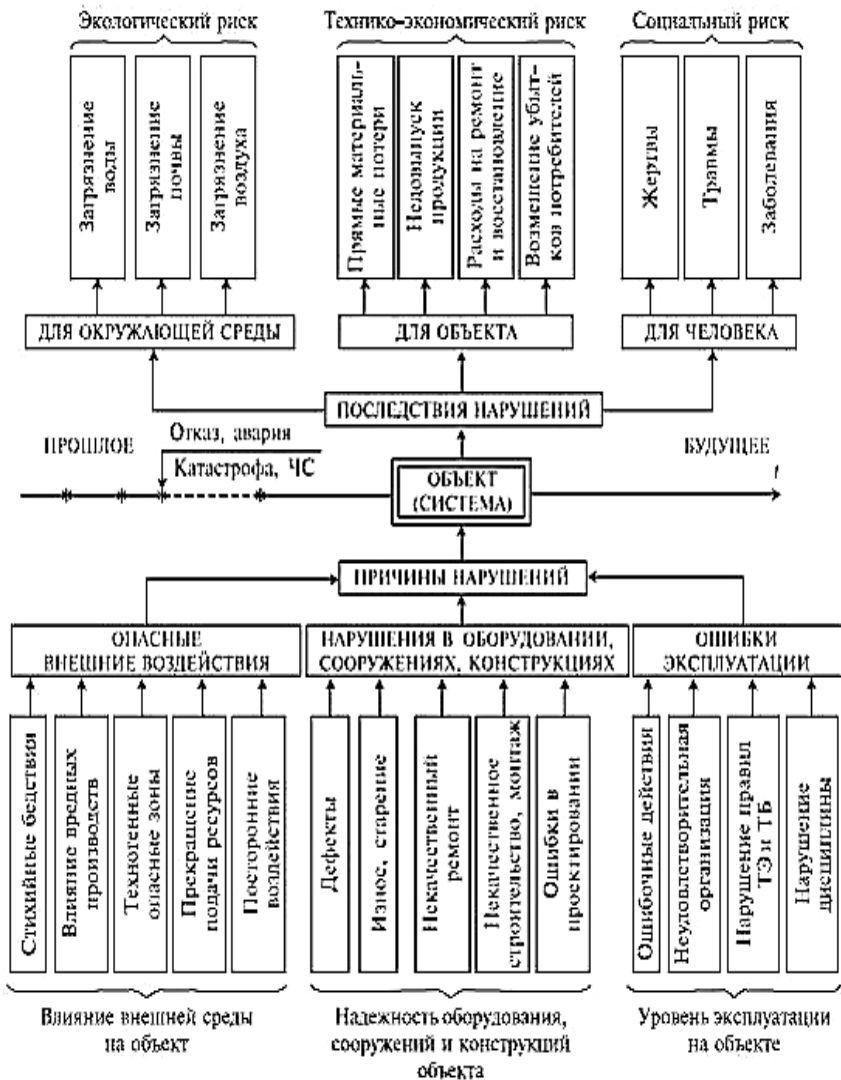 Экологический риск
Технико-экономический риск
Социальный риск
Загрязнение
воды
Загрязнение
почвы
Загрязнение
воздуха
Прямые материаль-
ные потери
Недовыпуск
продукции
Расходы на ремонт
и восстановление
Возмещение убыт-
ков потребителей
Жертвы
Травмы
Заболевания
ДЛЯ ОКРУЖАЮЩЕЙ СРЕДЫ
ДЛЯ ОБЪЕКТА
ДЛЯ ЧЕЛОВЕКА
ПОСЛЕДСТВИЯ НАРУШЕНИЙ
ПРОШЛОЕ
Отказ, авария
Катастрофа, ЧС
ОБЪЕКТ
(СИСТЕМА)
БУДУЩЕЕ
t
ПРИЧИНЫ НАРУШЕНИЙ
ОПАСНЫЕ
ВНЕШНИЕ ВОЗДЕЙСТВИЯ
НАРУШЕНИЯ В ОБОРУДОВАНИИ,
СООРУЖЕНИЯХ, КОНСТРУКЦИЯХ
ОШИБКИ
ЭКСПЛУАТАЦИИ
Стихийные бедствия
Влияние вредных
производств
Техногенные
опасные зоны
Прекращение
подачи ресурсов
Посторонние
воздействия
Дефекты
Износ, старение
Некачественный
ремонт
Некачественное
строительство, монтаж
Ошибки в
проектировании
Ошибочные действия
Неудовлетворительная
организация
Нарушение правил
ТЭ и ТБ
Нарушение
дисциплины
Влияние внешней среды
на объект
Надежность оборудования,
сооружений и конструкций
объекта
Уровень эксплуатации
на объекте